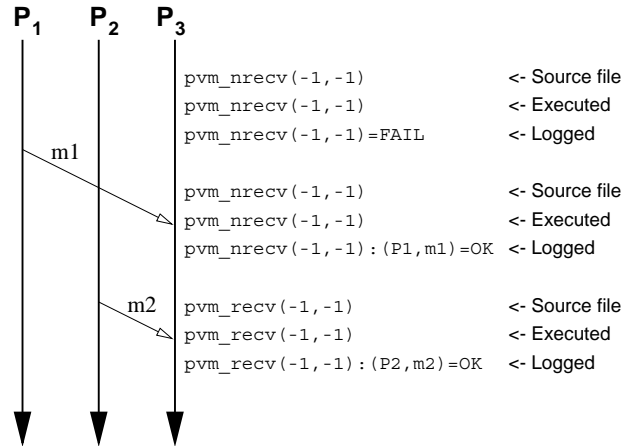 P1 P2 P3
pvm_nrecv(-1,-1) <- Source file
pvm_nrecv(-1,-1) <- Executed
pvm_nrecv(-1,-1)=FAIL <- Logged
m1
pvm_nrecv(-1,-1) <- Source file
pvm_nrecv(-1,-1) <- Executed
pvm_nrecv(-1,-1):(P1,m1)=OK <- Logged
m2
pvm_recv(-1,-1) <- Source file
pvm_recv(-1,-1) <- Executed
pvm_recv(-1,-1):(P2,m2)=OK <- Logged